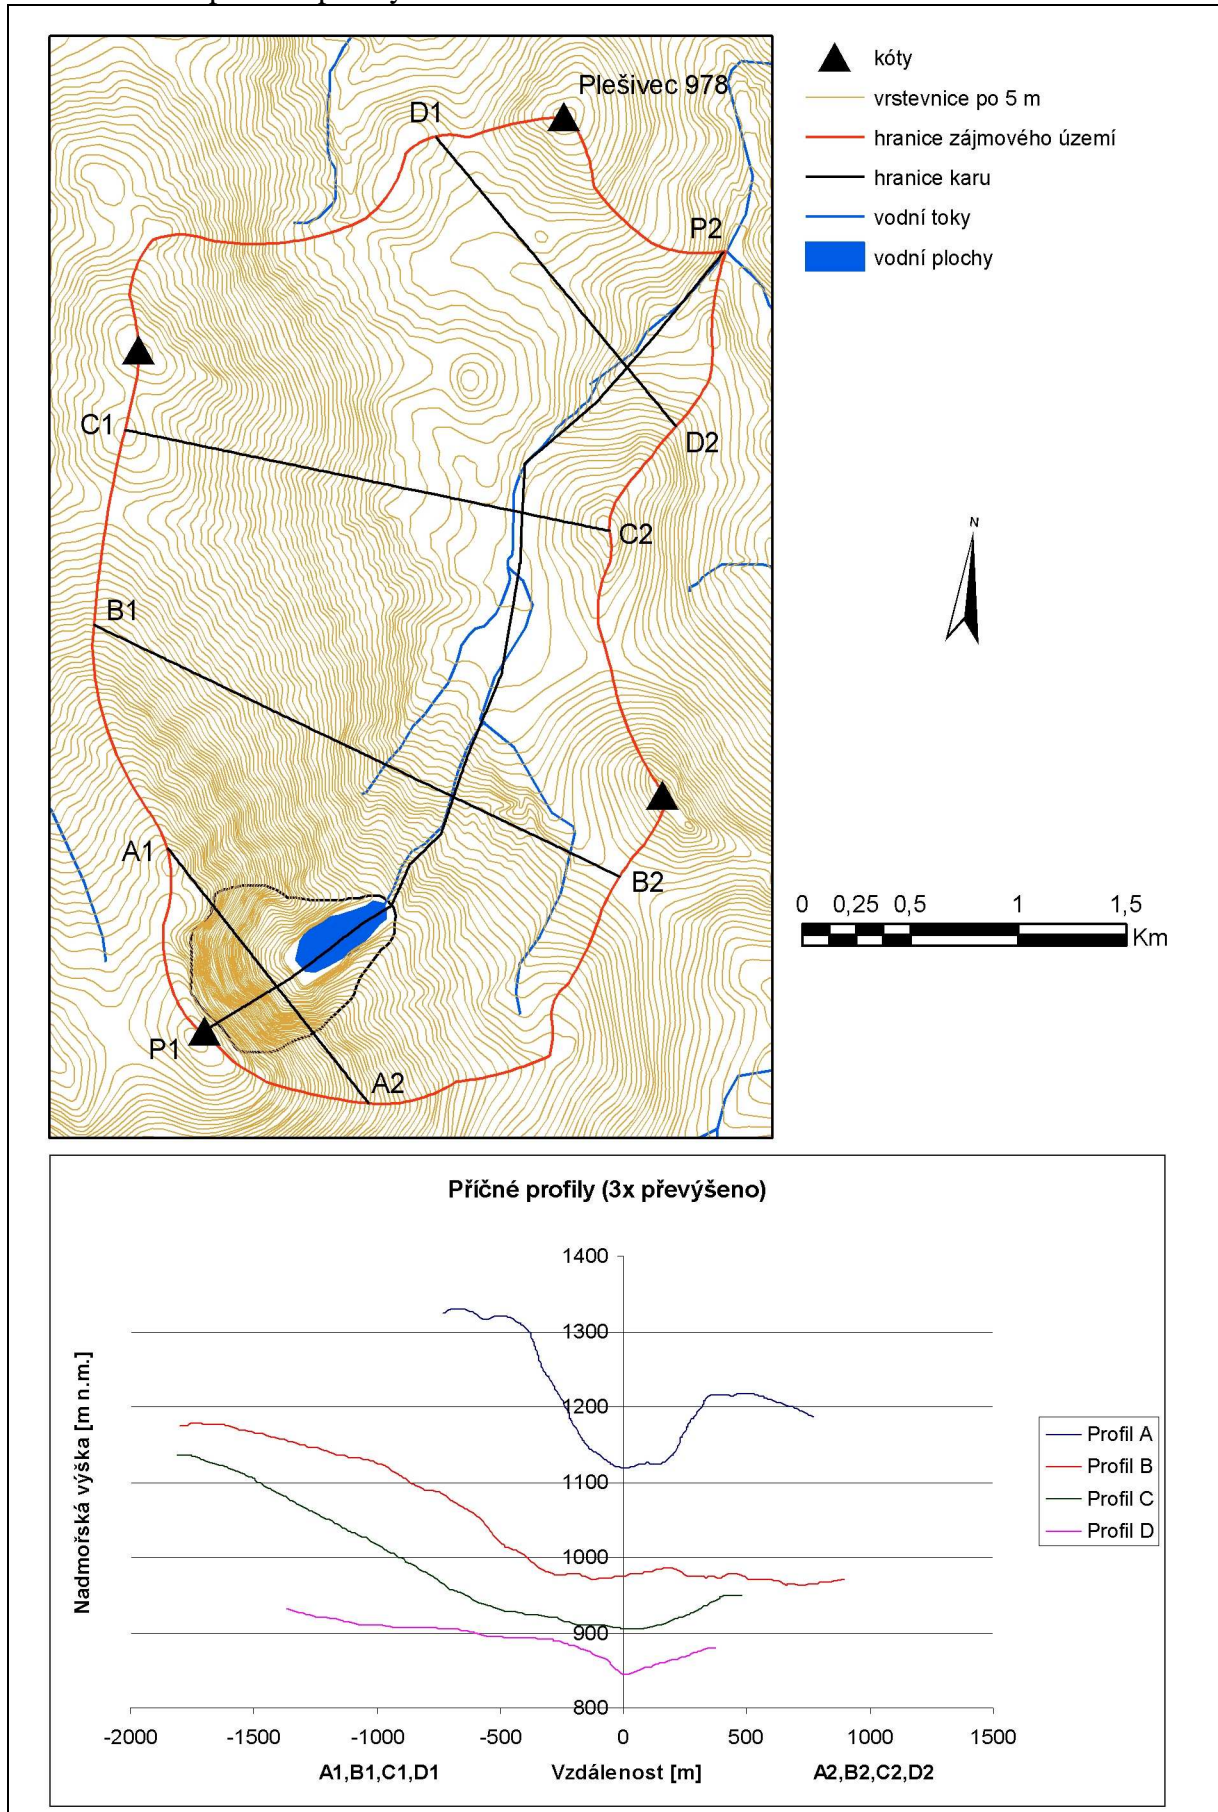 Plešivec 978
D1
P2
C1
D2
C2
B1
A1
B2
P1
A2
kóty
vrstevnice po 5 m
hranice zájmového území
hranice karu
vodní toky
vodní plochy
N
0 0,25 0,5 1 1,5
Km
Příčné profily (3x převýšeno)
1400
1300
1200
1100
1000
900
800
Nadmořská výška [m n.m.]
-2000 -1500 -1000 -500 0 500 1000 1500
A1,B1,C1,D1 Vzdálenost [m] A2,B2,C2,D2
Profil A
Profil B
Profil C
Profil D